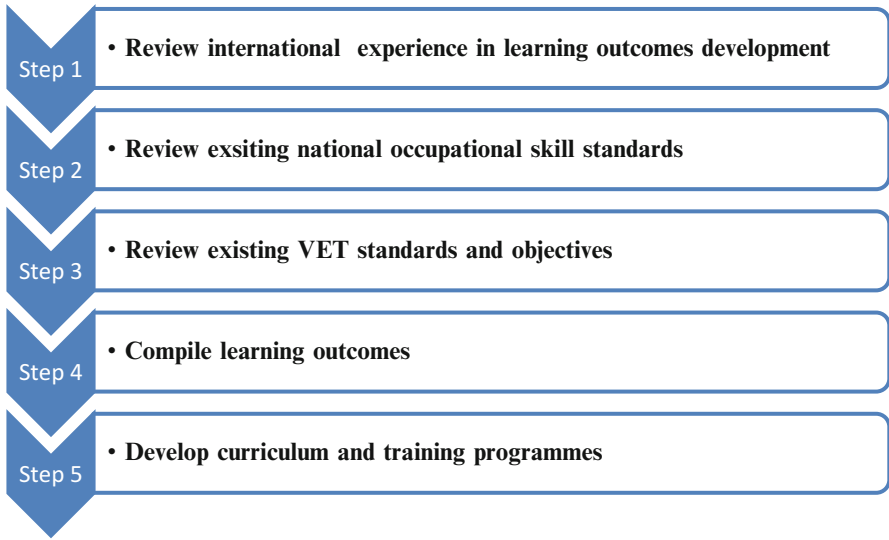 Step 1
• Review international experience in learning outcomes development
Step 2
• Review exsiting national occupational skill standards
Step 3
• Review existing VET standards and objectives
Step 4
• Compile learning outcomes
Step 5
• Develop curriculum and training programmes